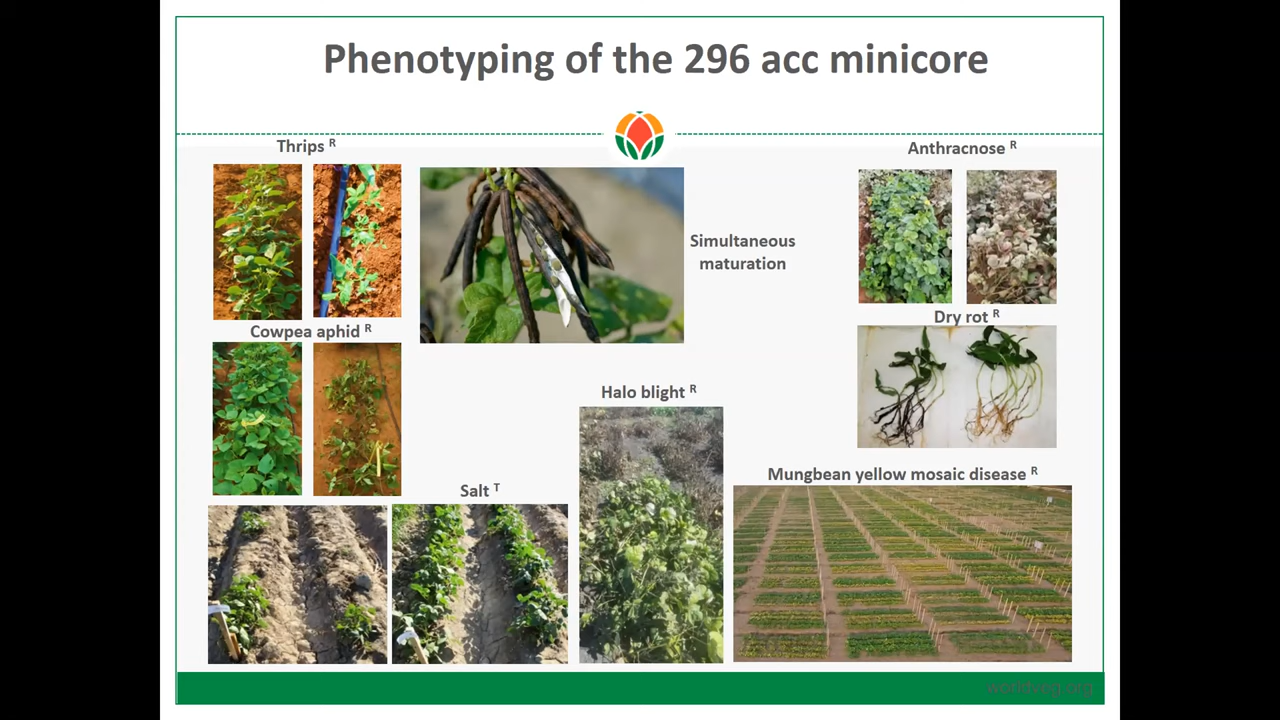 Phenotyping of the 296 acc minicore
Thrips R
Anthracnose R
Simultaneous
maturation
Dry rot R
Cowpea aphid R
Halo blight R
Mungbean yellow mosaic disease R
Salt T
worldveg.org